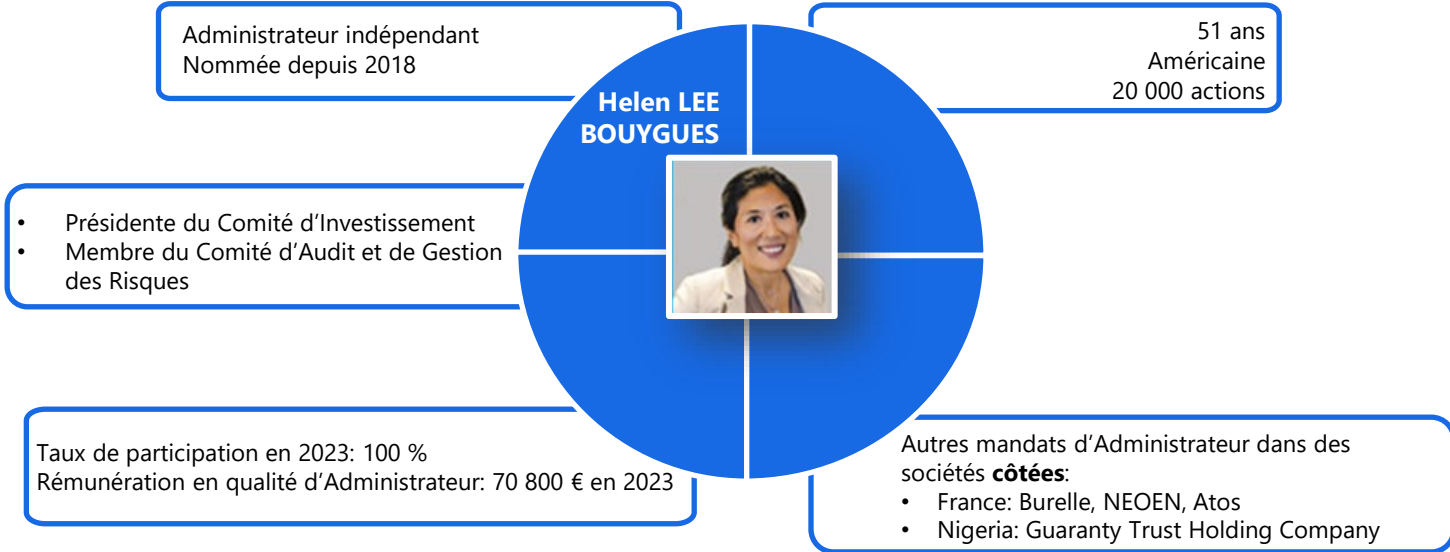 Administrateur indépendant
Nommée depuis 2018
51 ans
Américaine
20 000 actions
Helen LEE
BOUYGUES
• Présidente du Comité d’Investissement
• Membre du Comité d’Audit et de Gestion
des Risques
Taux de participation en 2023: 100 %
Rémunération en qualité d’Administrateur: 70 800 € en 2023
Autres mandats d’Administrateur dans des
sociétés côtées:
• France: Burelle, NEOEN, Atos
• Nigeria: Guaranty Trust Holding Company